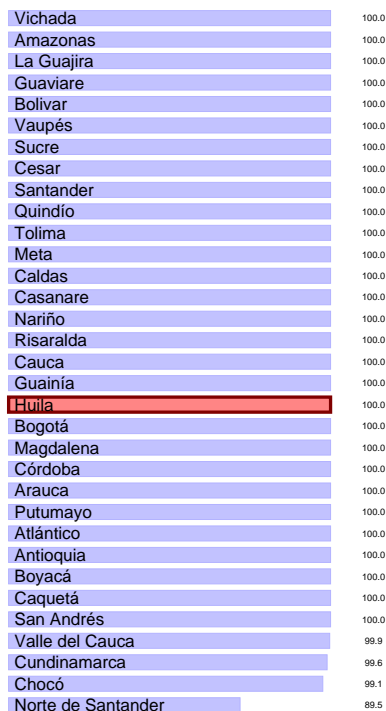 Vichada 100.0
Amazonas 100.0
La Guajira 100.0
Guaviare 100.0
Bolivar 100.0
Vaupés 100.0
Sucre 100.0
Cesar 100.0
Santander 100.0
Quindío 100.0
Tolima 100.0
Meta 100.0
Caldas 100.0
Casanare 100.0
Nariño 100.0
Risaralda 100.0
Cauca 100.0
Guainía 100.0
Huila 100.0
Bogotá 100.0
Magdalena 100.0
Córdoba 100.0
Arauca 100.0
Putumayo 100.0
Atlántico 100.0
Antioquia 100.0
Boyacá 100.0
Caquetá 100.0
San Andrés 100.0
Valle del Cauca 99.9
Cundinamarca 99.6
Chocó 99.1
Norte de Santander 89.5